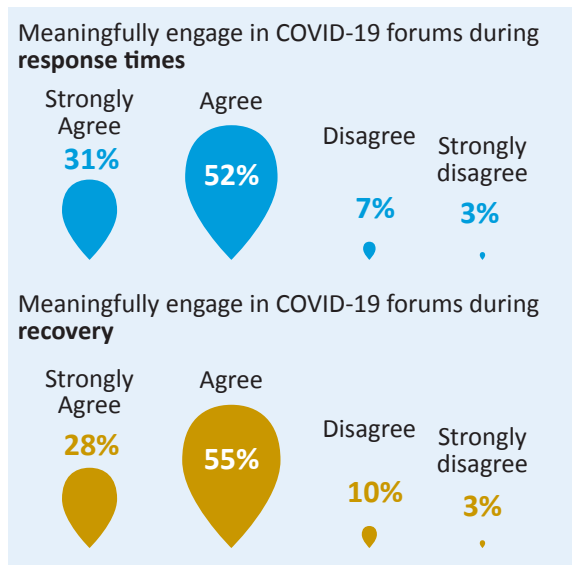 Meaningfully engage in COVID-19 forums during
response times
Strongly
Agree
31%
Agree
52%
Disagree
7%
Strongly
disagree
3%
Meaningfully engage in COVID-19 forums during
recovery
Strongly
Agree
28%
Agree
55%
Disagree
10%
Strongly
disagree
3%